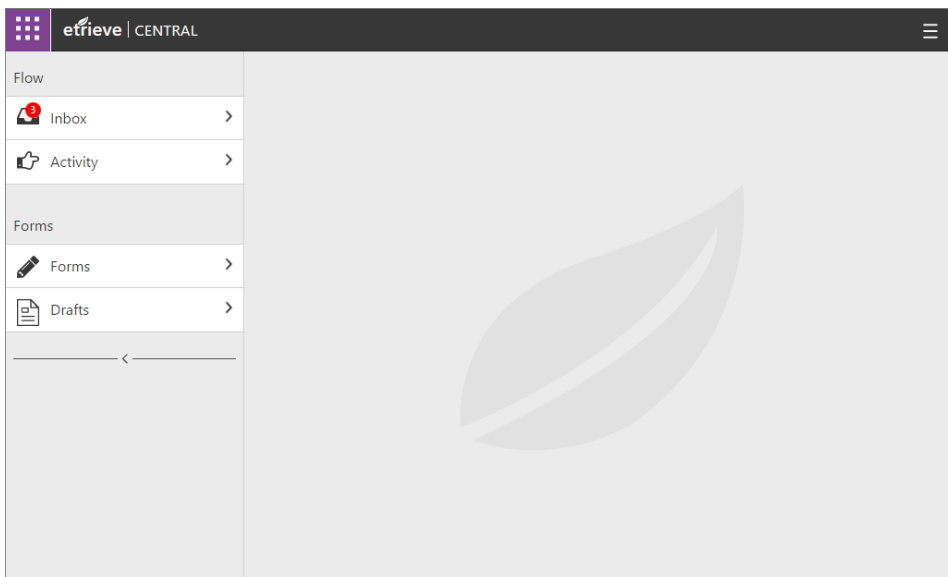 etrieve | CENTRAL
Flow
3
Inbox
Activity
Forms
Forms
Drafts